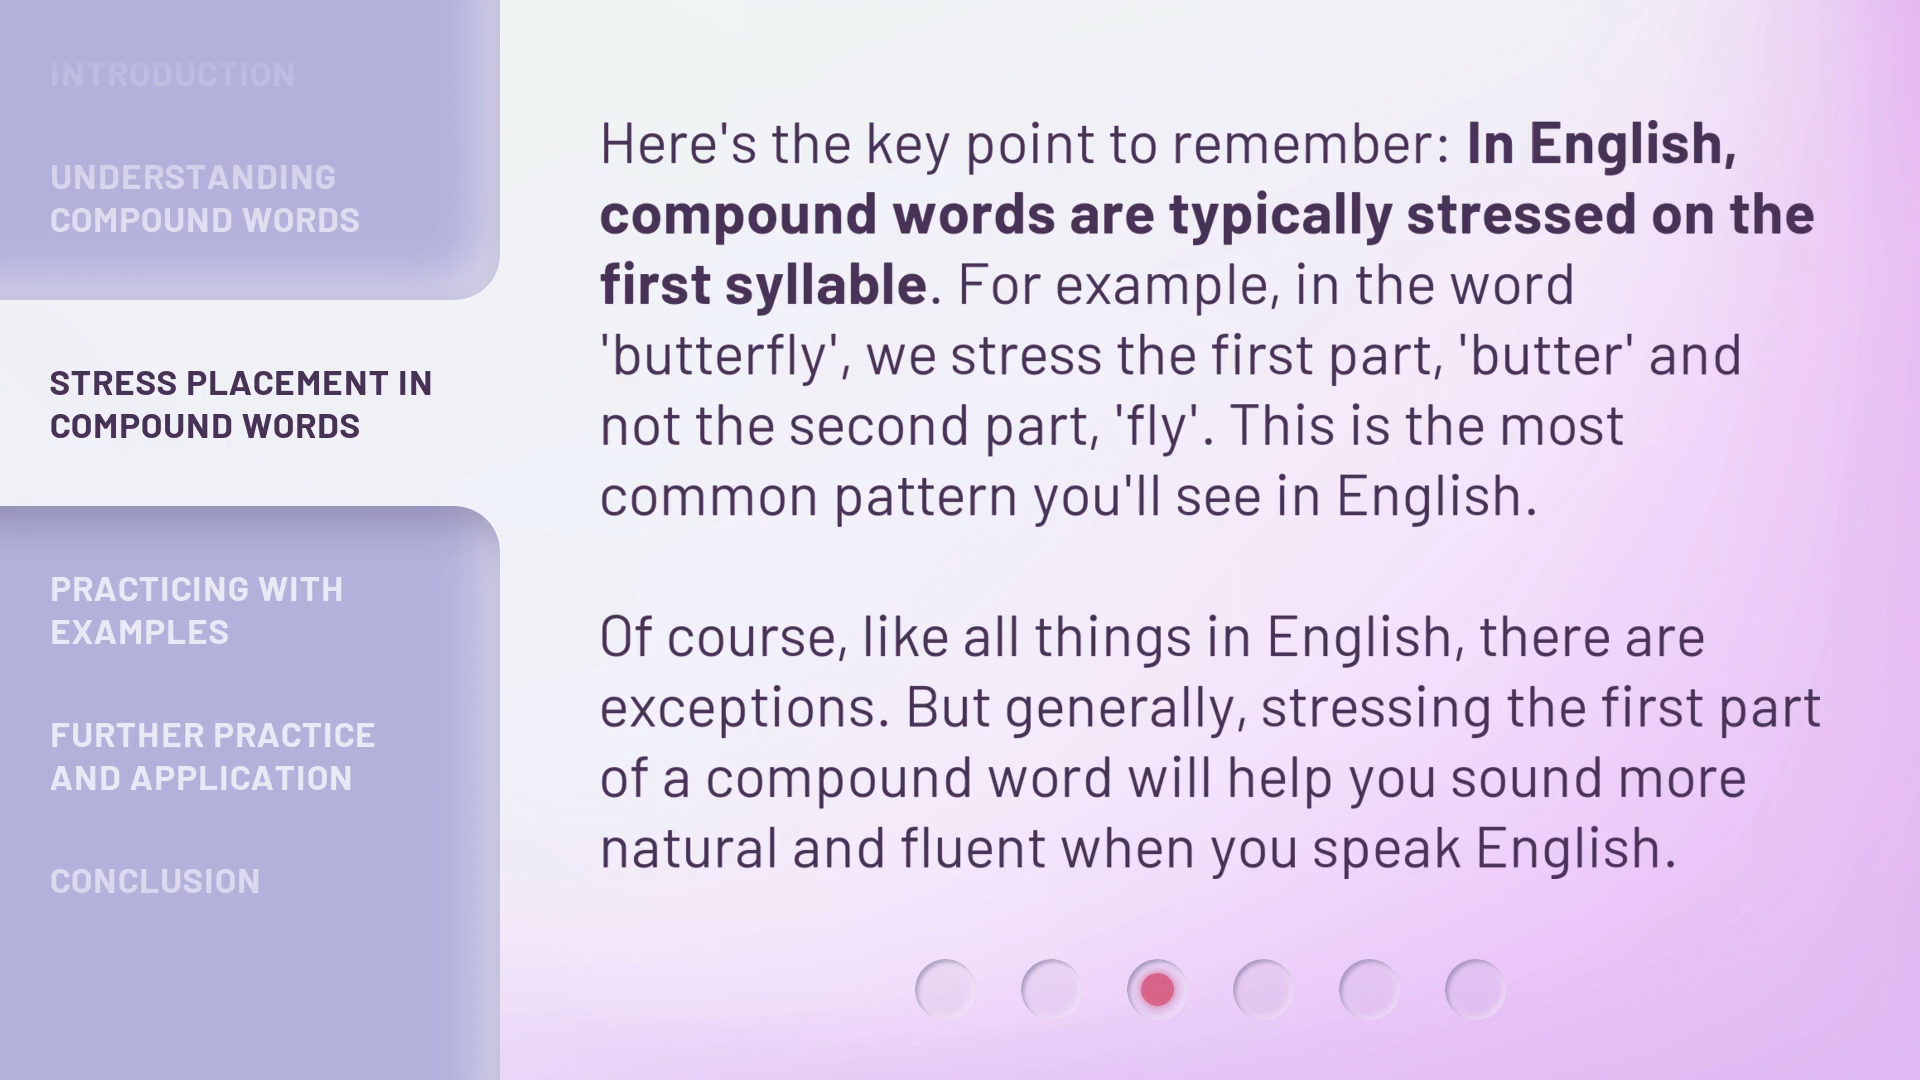 INTRODUCTION
UNDERSTANDING
COMPOUND WORDS
STRESS PLACEMENT IN
COMPOUND WORDS
PRACTICING WITH
EXAMPLES
FURTHER PRACTICE
AND APPLICATION
CONCLUSION
Here's the key point to remember: In English,
compound words are typically stressed on the
first syllable. For example, in the word
'butterfly', we stress the first part, 'butter' and
not the second part, 'fly'. This is the most
common pattern you'll see in English.
Of course, like all things in English, there are
exceptions. But generally, stressing the first part
of a compound word will help you sound more
natural and fluent when you speak English.